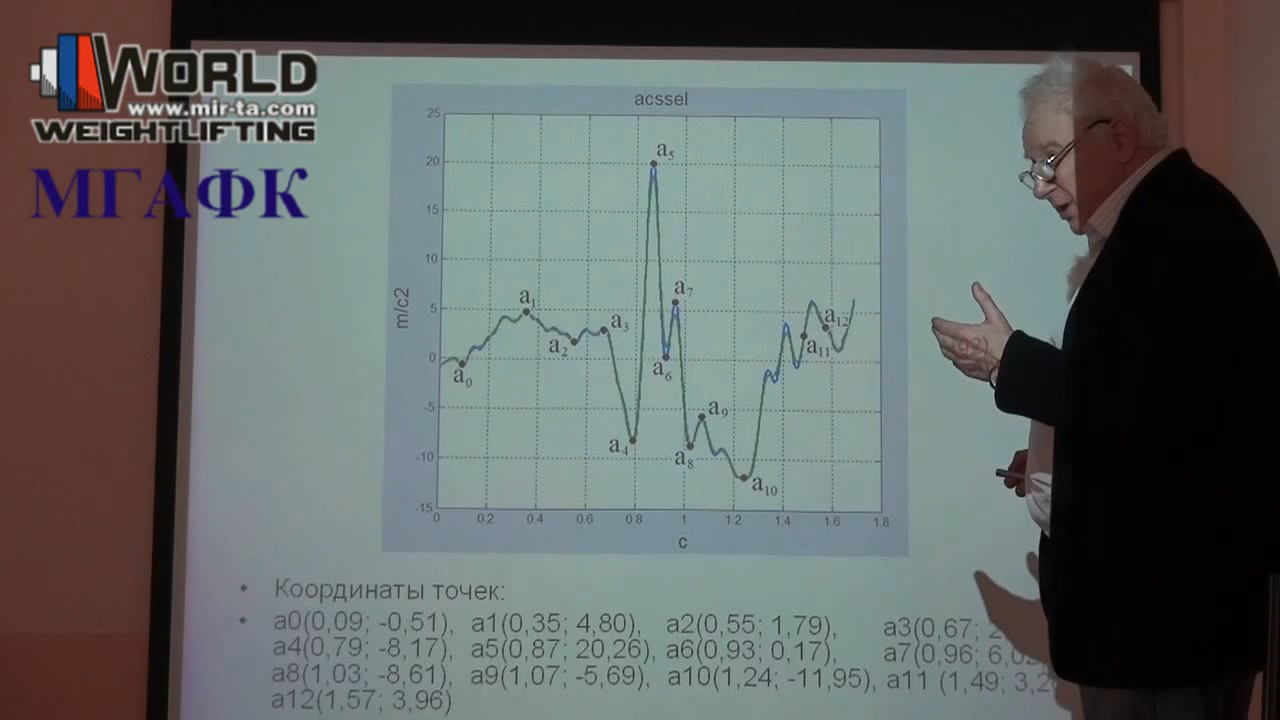 WORLD
www.mir-ta.com
WEIGHTLIFTING
МГАФК
acssel
25
20
15
10
5
0
-5
-10
-15
m/c2
a5
a7
a1
a3
a12
a2
a11
a6
a0
a9
a4
a8
a10
0 0.2 0.4 0.6 0.8 1 1.2 1.4 1.6 1.8
c
• Координаты точек:
• a0(0,09; -0,51), a1(0,35; 4,80), a2(0,55; 1,79), a3(0,67;
a4(0,79; -8,17), a5(0,87; 20,26), a6(0,93; 0,17), a7(0,96; 6,02
a8(1,03; -8,61), a9(1,07; -5,69), a10(1,24; -11,95), a11 (1,49; 3,2
a12(1,57; 3,96)